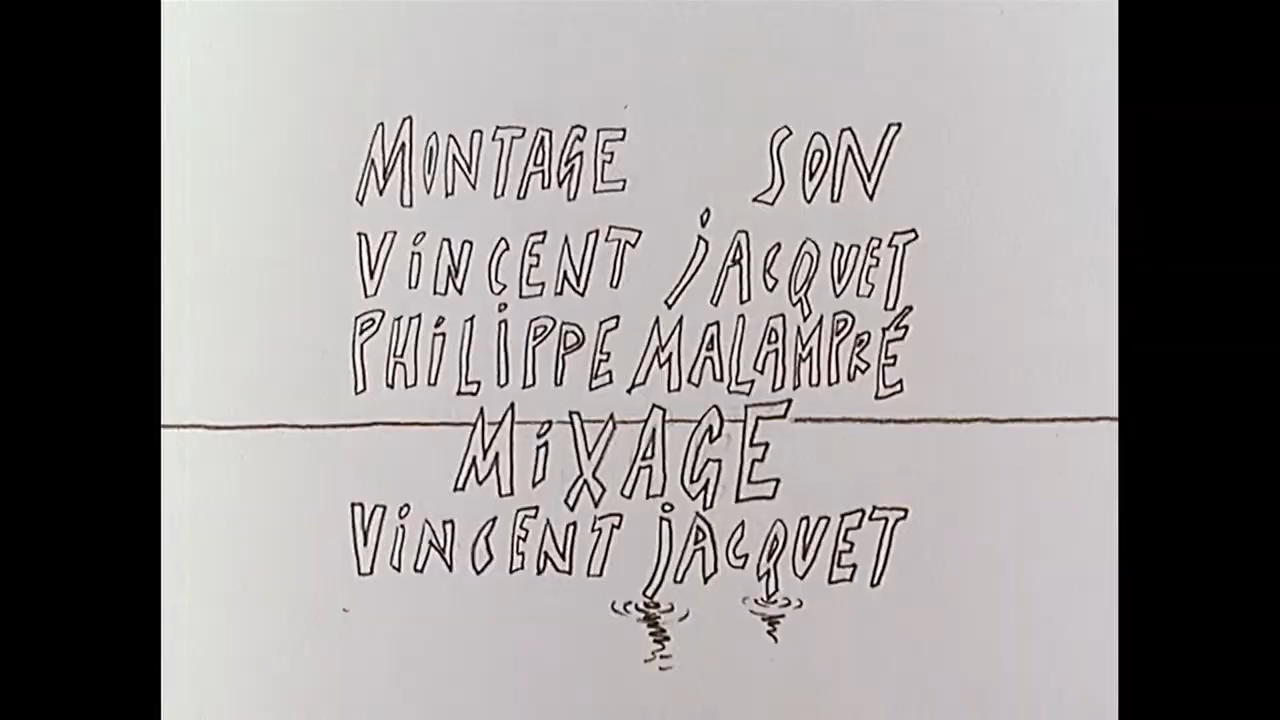 MONTAGE SON
ViNCENT jACQUET
PHiLiPPE MALAMPRÉ
MiXAGE
ViNCENT jACQUET